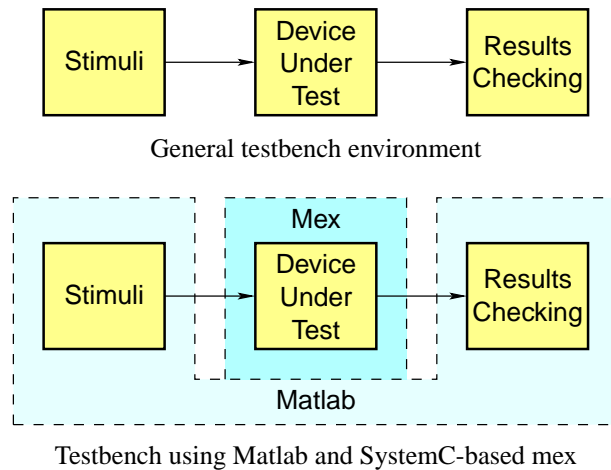 Stimuli
Device
Under
Test
Results
Checking
General testbench environment
Mex
Stimuli
Device
Under
Test
Results
Checking
Matlab
Testbench using Matlab and SystemC-based mex